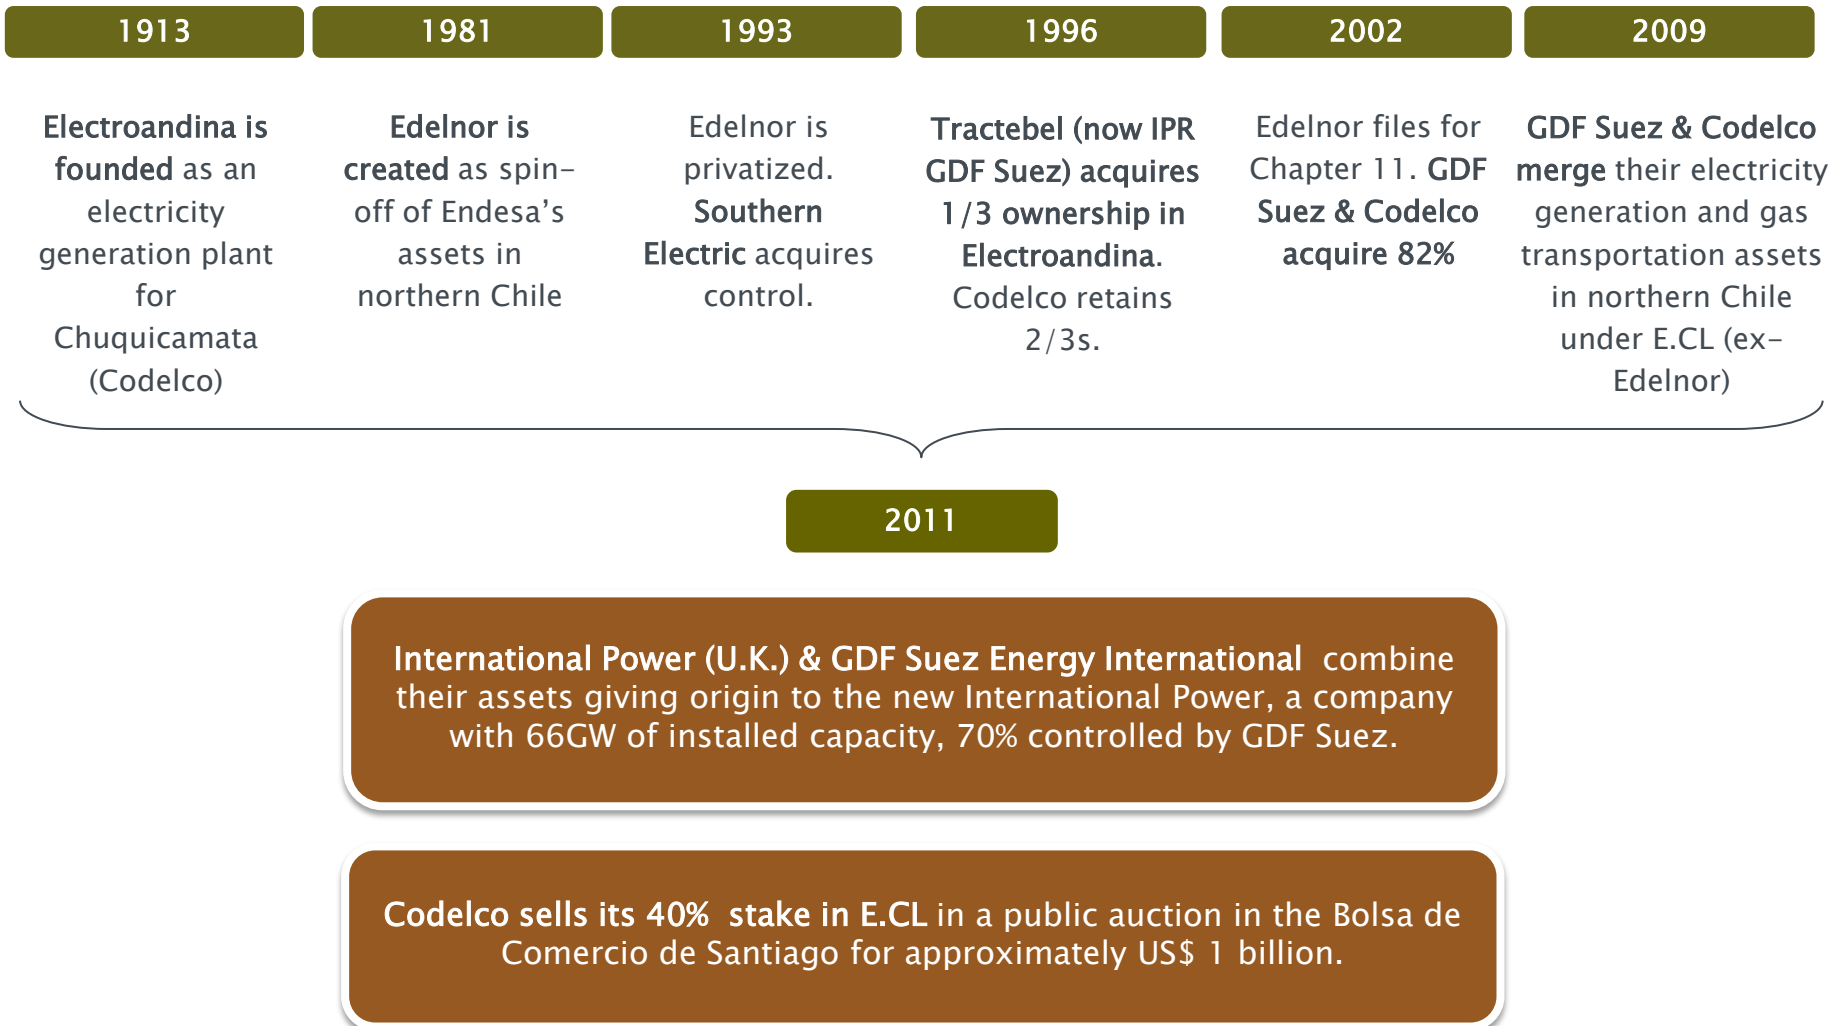 1913
Electroandina is
founded as an
electricity
generation plant
for
Chuquicamata
(Codelco)
1981
Edelnor is
created as spin-
off of Endesa's
assets in
northern Chile
1993
Edelnor is
privatized.
Southern
Electric acquires
control.
1996
Tractebel (now IPR
GDF Suez) acquires
1/3 ownership in
Electroandina.
Codelco retains
2/3s.
2002
Edelnor files for
Chapter 11. GDF
Suez & Codelco
acquire 82%
2009
GDF Suez & Codelco
merge their electricity
generation and gas
transportation assets
in northern Chile
under E.CL (ex-
Edelnor)
2011
International Power (U.K.) & GDF Suez Energy International combine
their assets giving origin to the new International Power, a company
with 66GW of installed capacity, 70% controlled by GDF Suez.
Codelco sells its 40% stake in E.CL in a public auction in the Bolsa de
Comercio de Santiago for approximately US$ 1 billion.